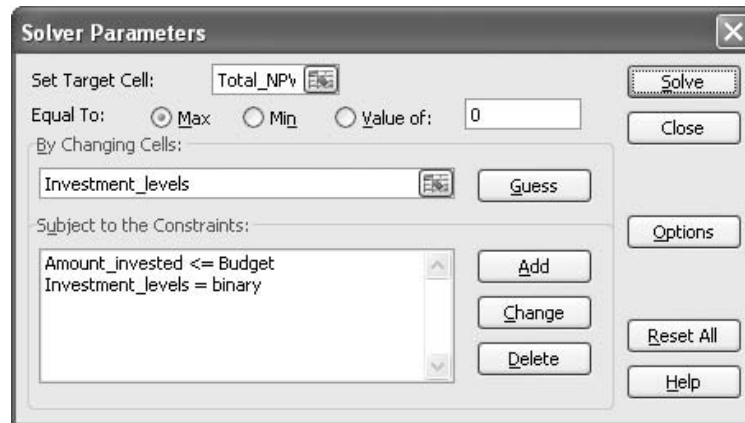 Solver Parameters
Set Target Cell: Total_NPV Solve
Equal To: Max Min Value of: 0 Close
By Changing Cells:
Investment_levels Guess
Subject to the Constraints: Options
Amount_invested <= Budget Add
Investment_levels = binary
Change
Reset All
Delete
Help